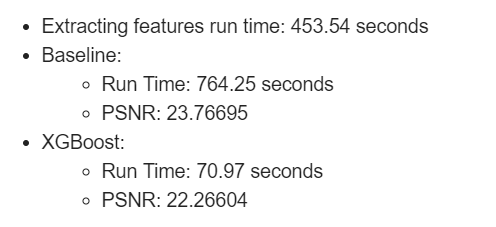 • Extracting features run time: 453.54 seconds
• Baseline:
○ Run Time: 764.25 seconds
○ PSNR: 23.76695
• XGBoost:
○ Run Time: 70.97 seconds
○ PSNR: 22.26604